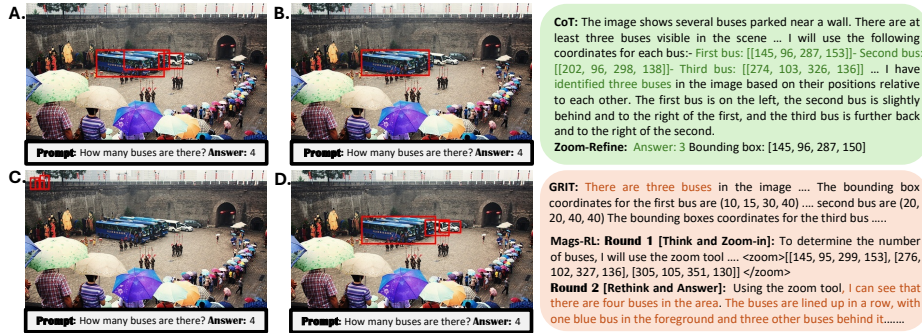 A.
B.
Prompt: How many buses are there? Answer: 4
Prompt: How many buses are there? Answer: 4
C.
D.
Prompt: How many buses are there? Answer: 4
Prompt: How many buses are there? Answer: 4
CoT: The image shows several buses parked near a wall. There are at
least three buses visible in the scene ... I will use the following
coordinates for each bus:- First bus: [[145, 96, 287, 153]]- Second bus:
[[202, 96, 298, 138]]- Third bus: [[274, 103, 326, 136]] ... I have
identified three buses in the image based on their positions relative
to each other. The first bus is on the left, the second bus is slightly
behind and to the right of the first, and the third bus is further back
and to the right of the second.
Zoom-Refine: Answer: 3 Bounding box: [145, 96, 287, 150]
GRIT: There are three buses in the image .... The bounding box
coordinates for the first bus are (10, 15, 30, 40) .... second bus are (20,
20, 40, 40) The bounding boxes coordinates for the third bus .....
Mags-RL: Round 1 [Think and Zoom-in]: To determine the number
of buses, I will use the zoom tool .... <zoom>[[145, 95, 299, 153], [276,
102, 327, 136], [305, 105, 351, 130]] </zoom>
Round 2 [Rethink and Answer]: Using the zoom tool, I can see that
there are four buses in the area. The buses are lined up in a row, with
one blue bus in the foreground and three other buses behind it.......